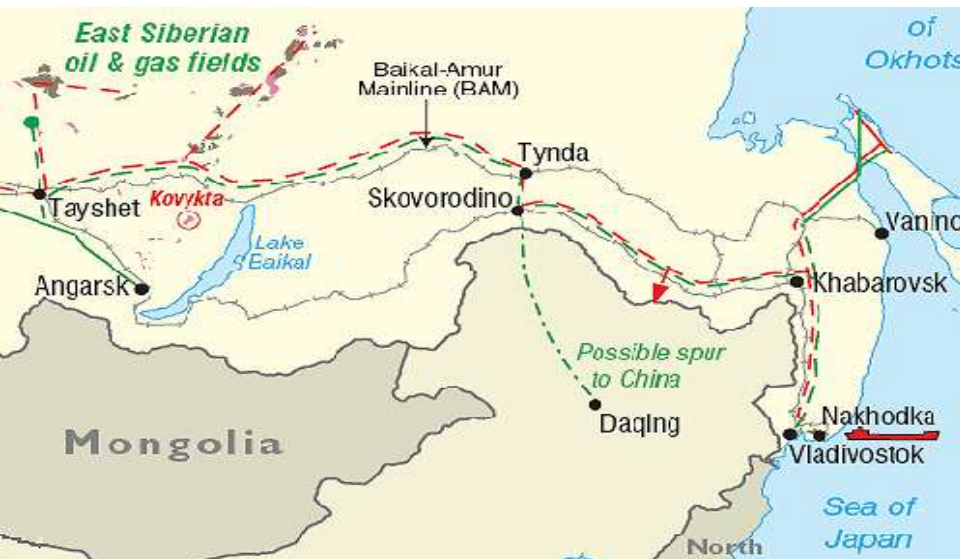 East Siberian
oil & gas fields
of
Okhots
Baikal-Amur
Mainline (BAM)
Tynda
Skovorodino
Tayshet
Kovykta
Lake
Baikal
Angarsk
Vanino
Khabarovsk
Possible spur
to China
Daqing
Mongolia
Nakhodka
Vladivostok
Sea of
Japan
North